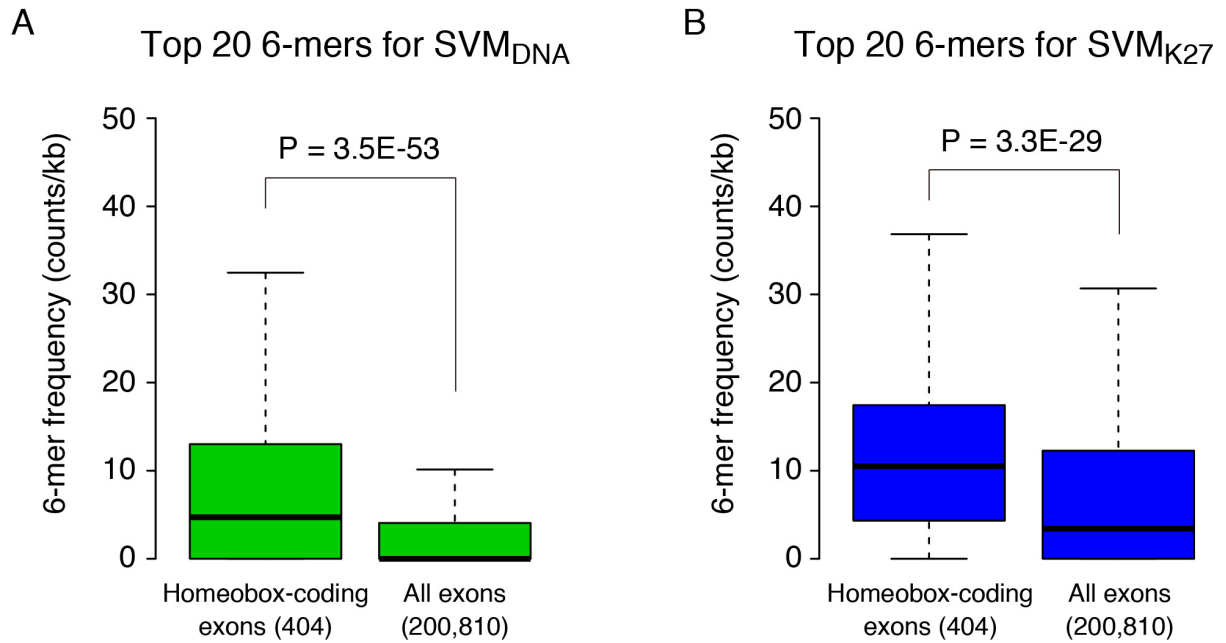 A
Top 20 6-mers for SVMDNA
6-mer frequency (counts/kb)
50
40
30
20
10
0
P = 3.5E-53
Homeobox-coding
exons (404)
All exons
(200,810)
B
Top 20 6-mers for SVMK27
6-mer frequency (counts/kb)
50
40
30
20
10
0
P = 3.3E-29
Homeobox-coding
exons (404)
All exons
(200,810)